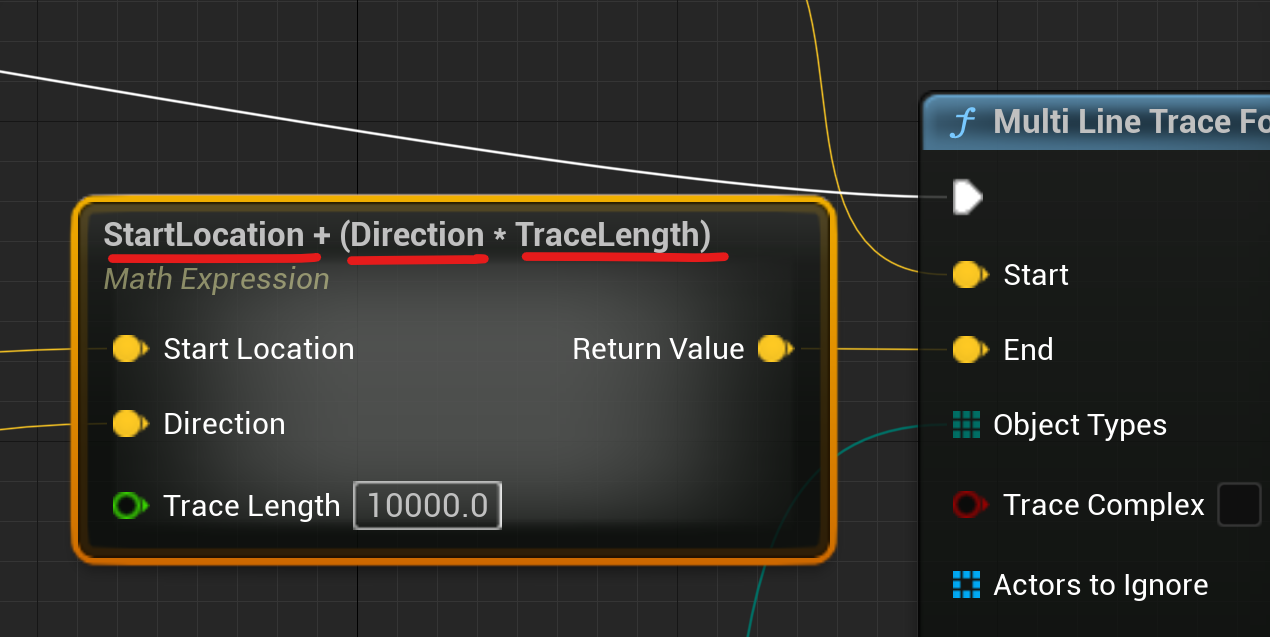 Multi Line Trace Fo
StartLocation + (Direction * TraceLength)
Math Expression
Start Location
Return Value
Direction
Trace Length 10000.0
Start
End
Object Types
Trace Complex
Actors to Ignore